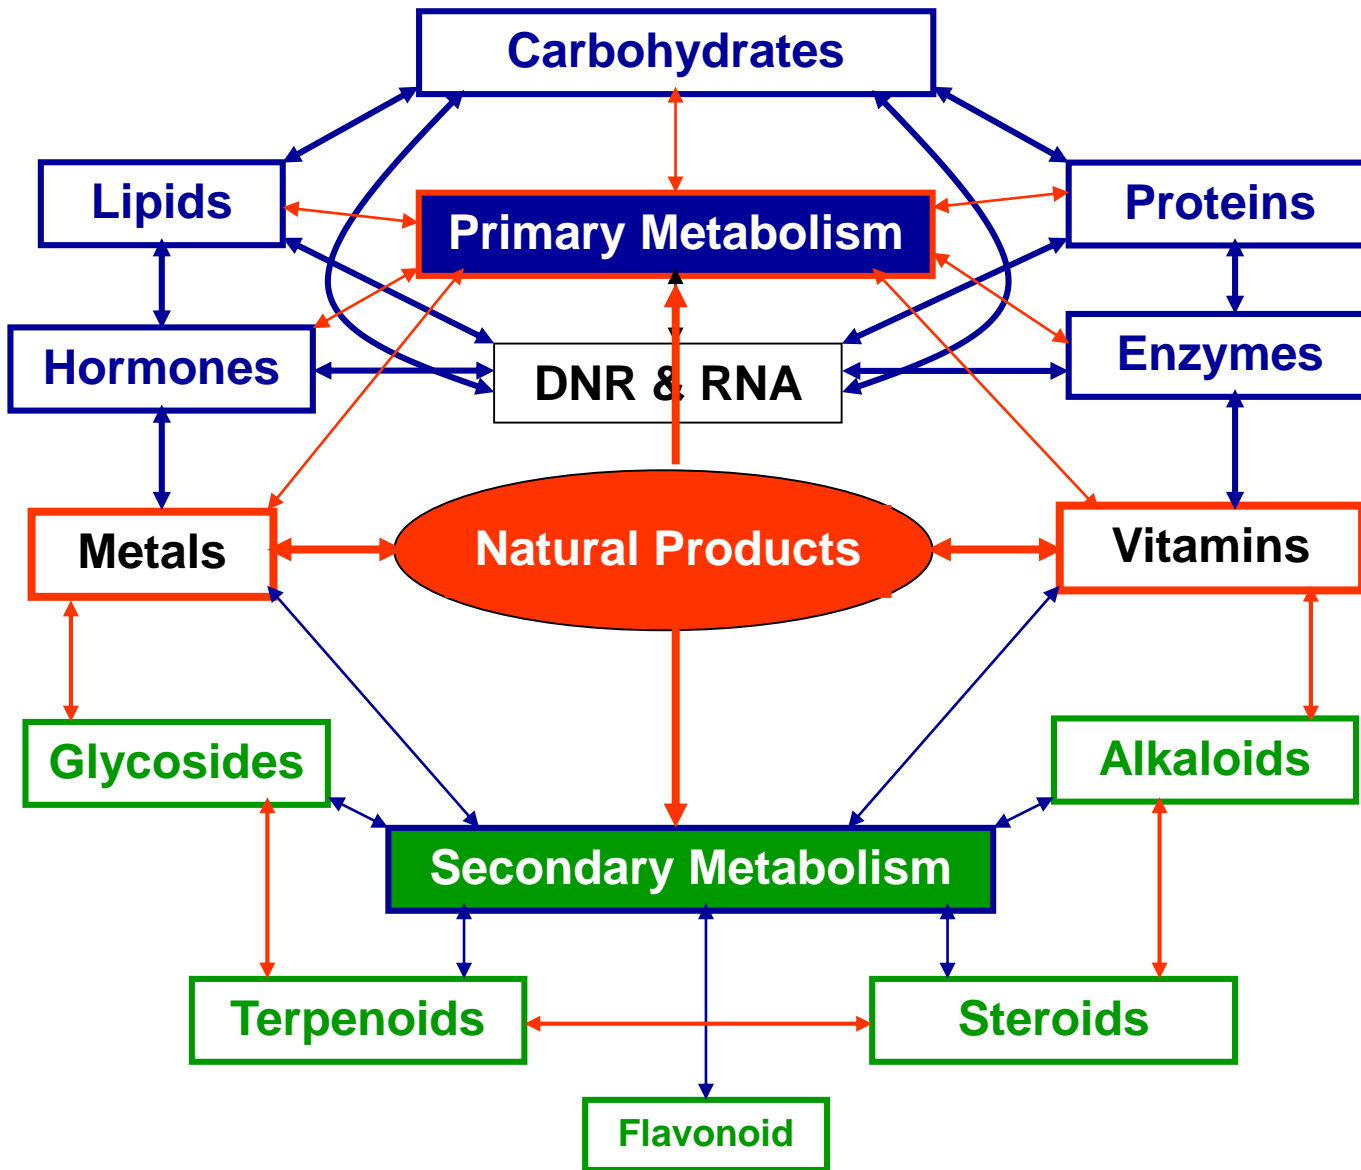 Carbohydrates
Lipids
Proteins
Primary Metabolism
Hormones
Enzymes
DNR & RNA
Metals
Natural Products
Vitamins
Glycosides
Alkaloids
Secondary Metabolism
Terpenoids
Steroids
Flavonoid